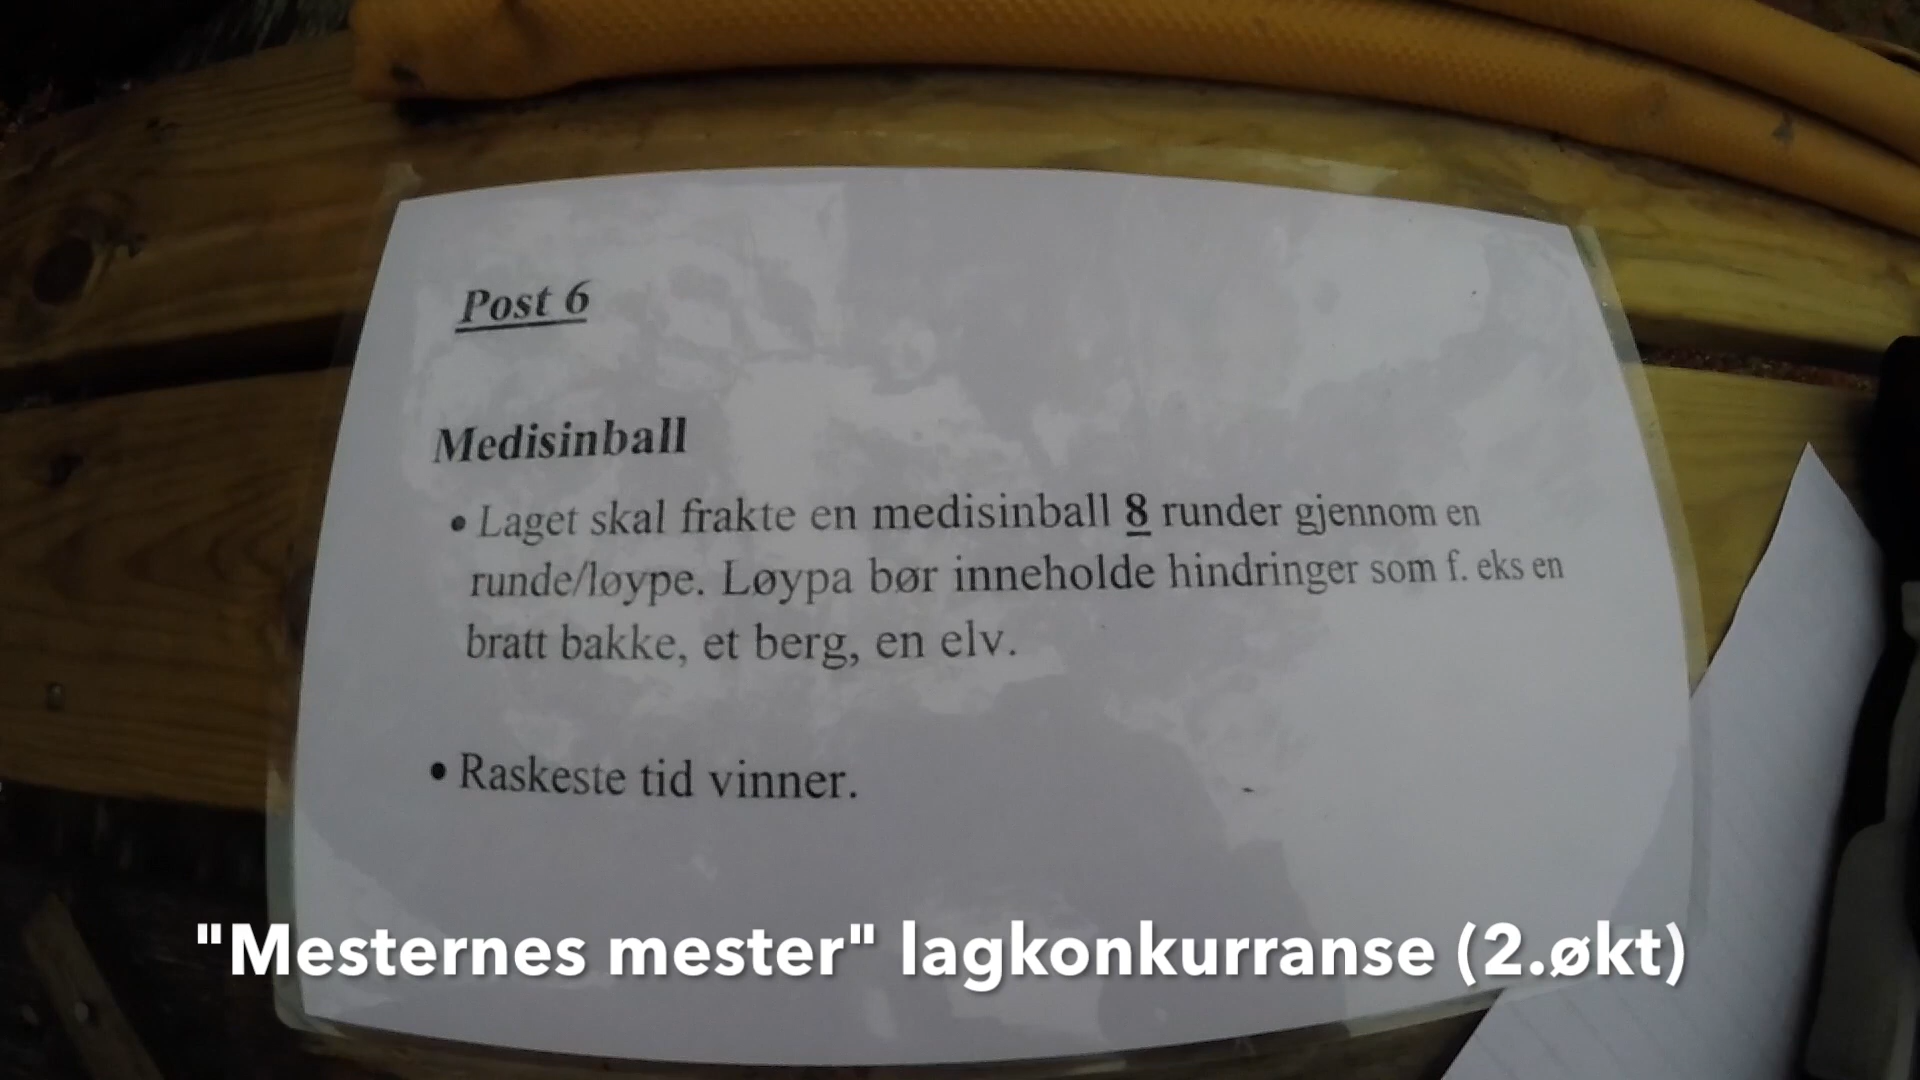 Post 6
Medisinball
• Laget skal frakte en medisinball 8 runder gjennom en
runde/løype. Løypa bør inneholde hindringer som f. eks en
bratt bakke, et berg, en elv.
• Raskeste tid vinner.
"Mesternes mester" lagkonkurranse (2.økt)